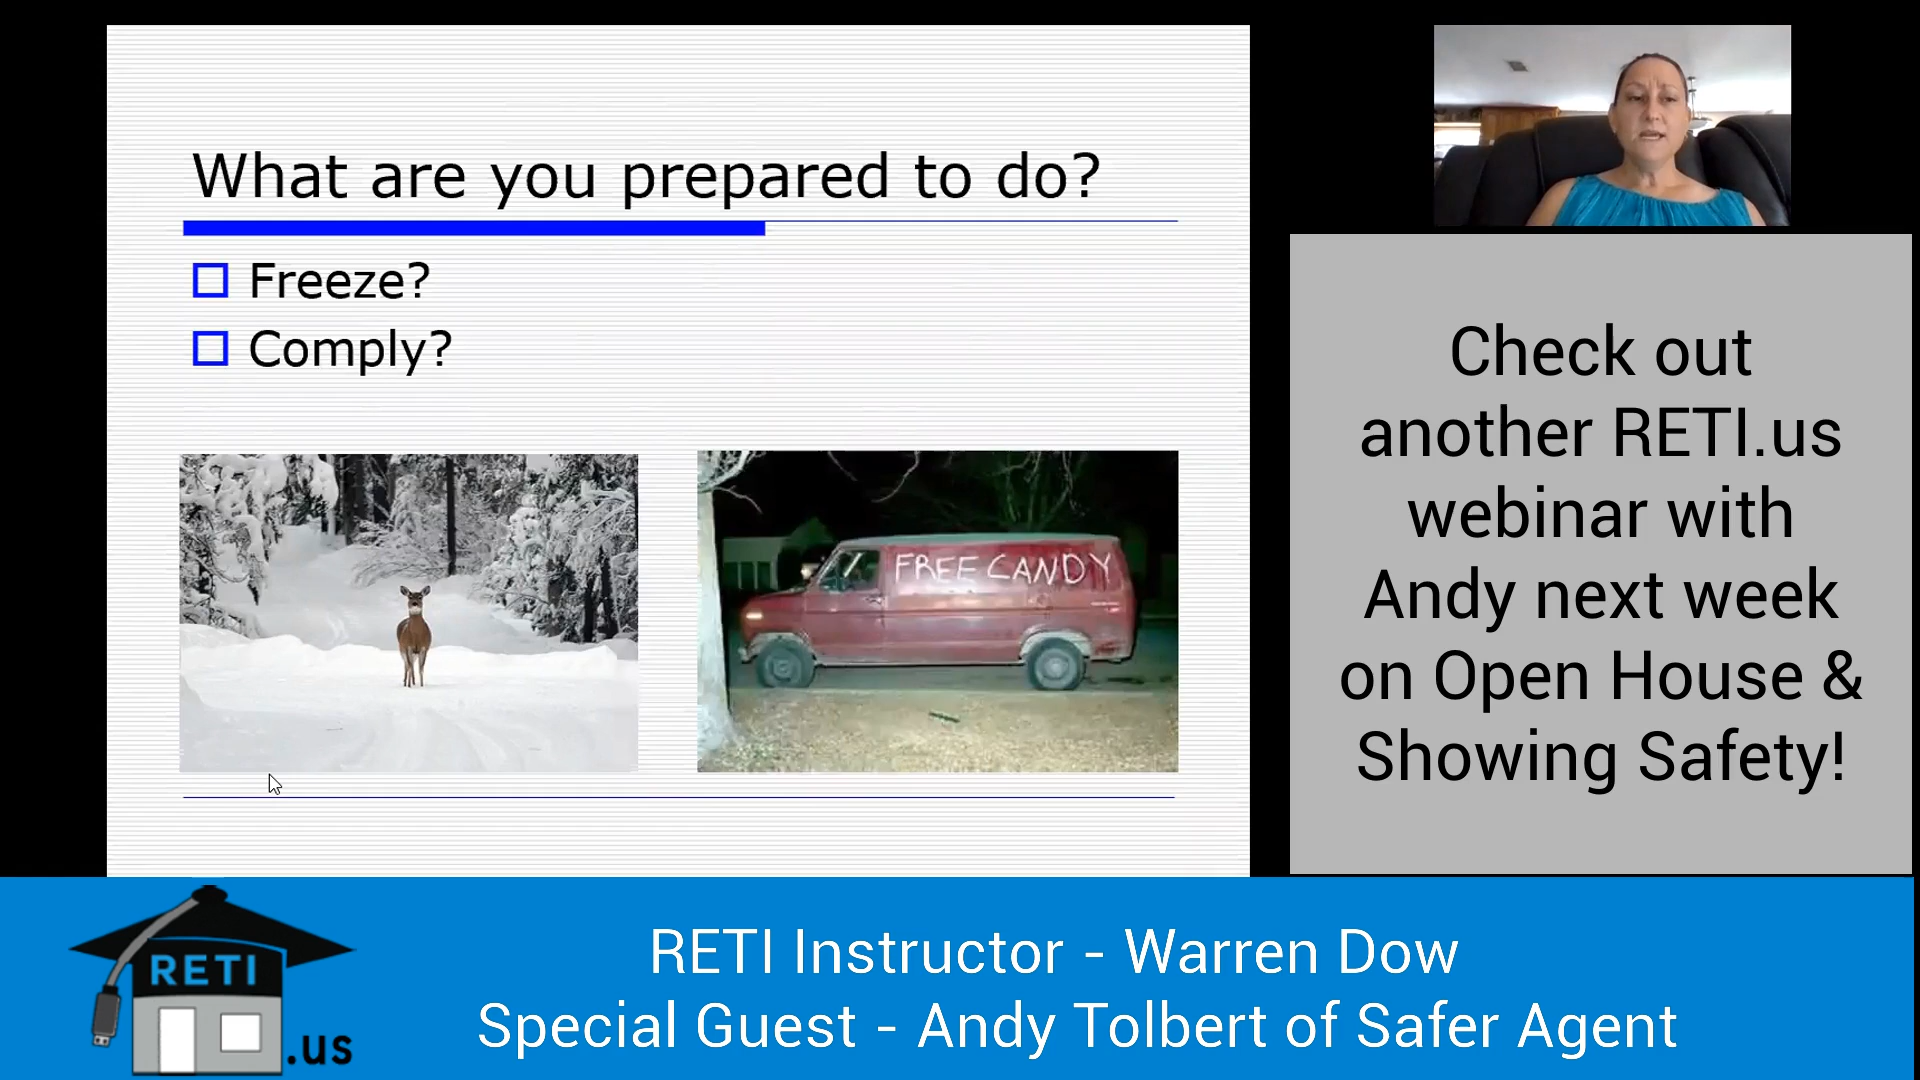 What are you prepared to do?
Freeze?
Comply?
FREE CANDY
Check out
another RETI.us
webinar with
Andy next week
on Open House &
Showing Safety!
RETI
.us
RETI Instructor - Warren Dow
Special Guest - Andy Tolbert of Safer Agent